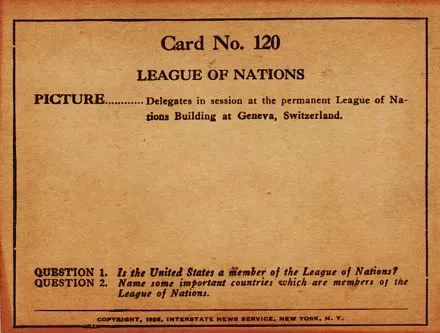 Card No. 120
LEAGUE OF NATIONS
PICTURE............ Delegates in session at the permanent League of Na-
tions Building at Geneva, Switzerland.
QUESTION 1. Is the United States a member of the League of Nations?
QUESTION 2. Name some important countries which are members of the
League of Nations.
COPYRIGHT, 1926, INTERSTATE NEWS SERVICE, NEW YORK, N. Y.